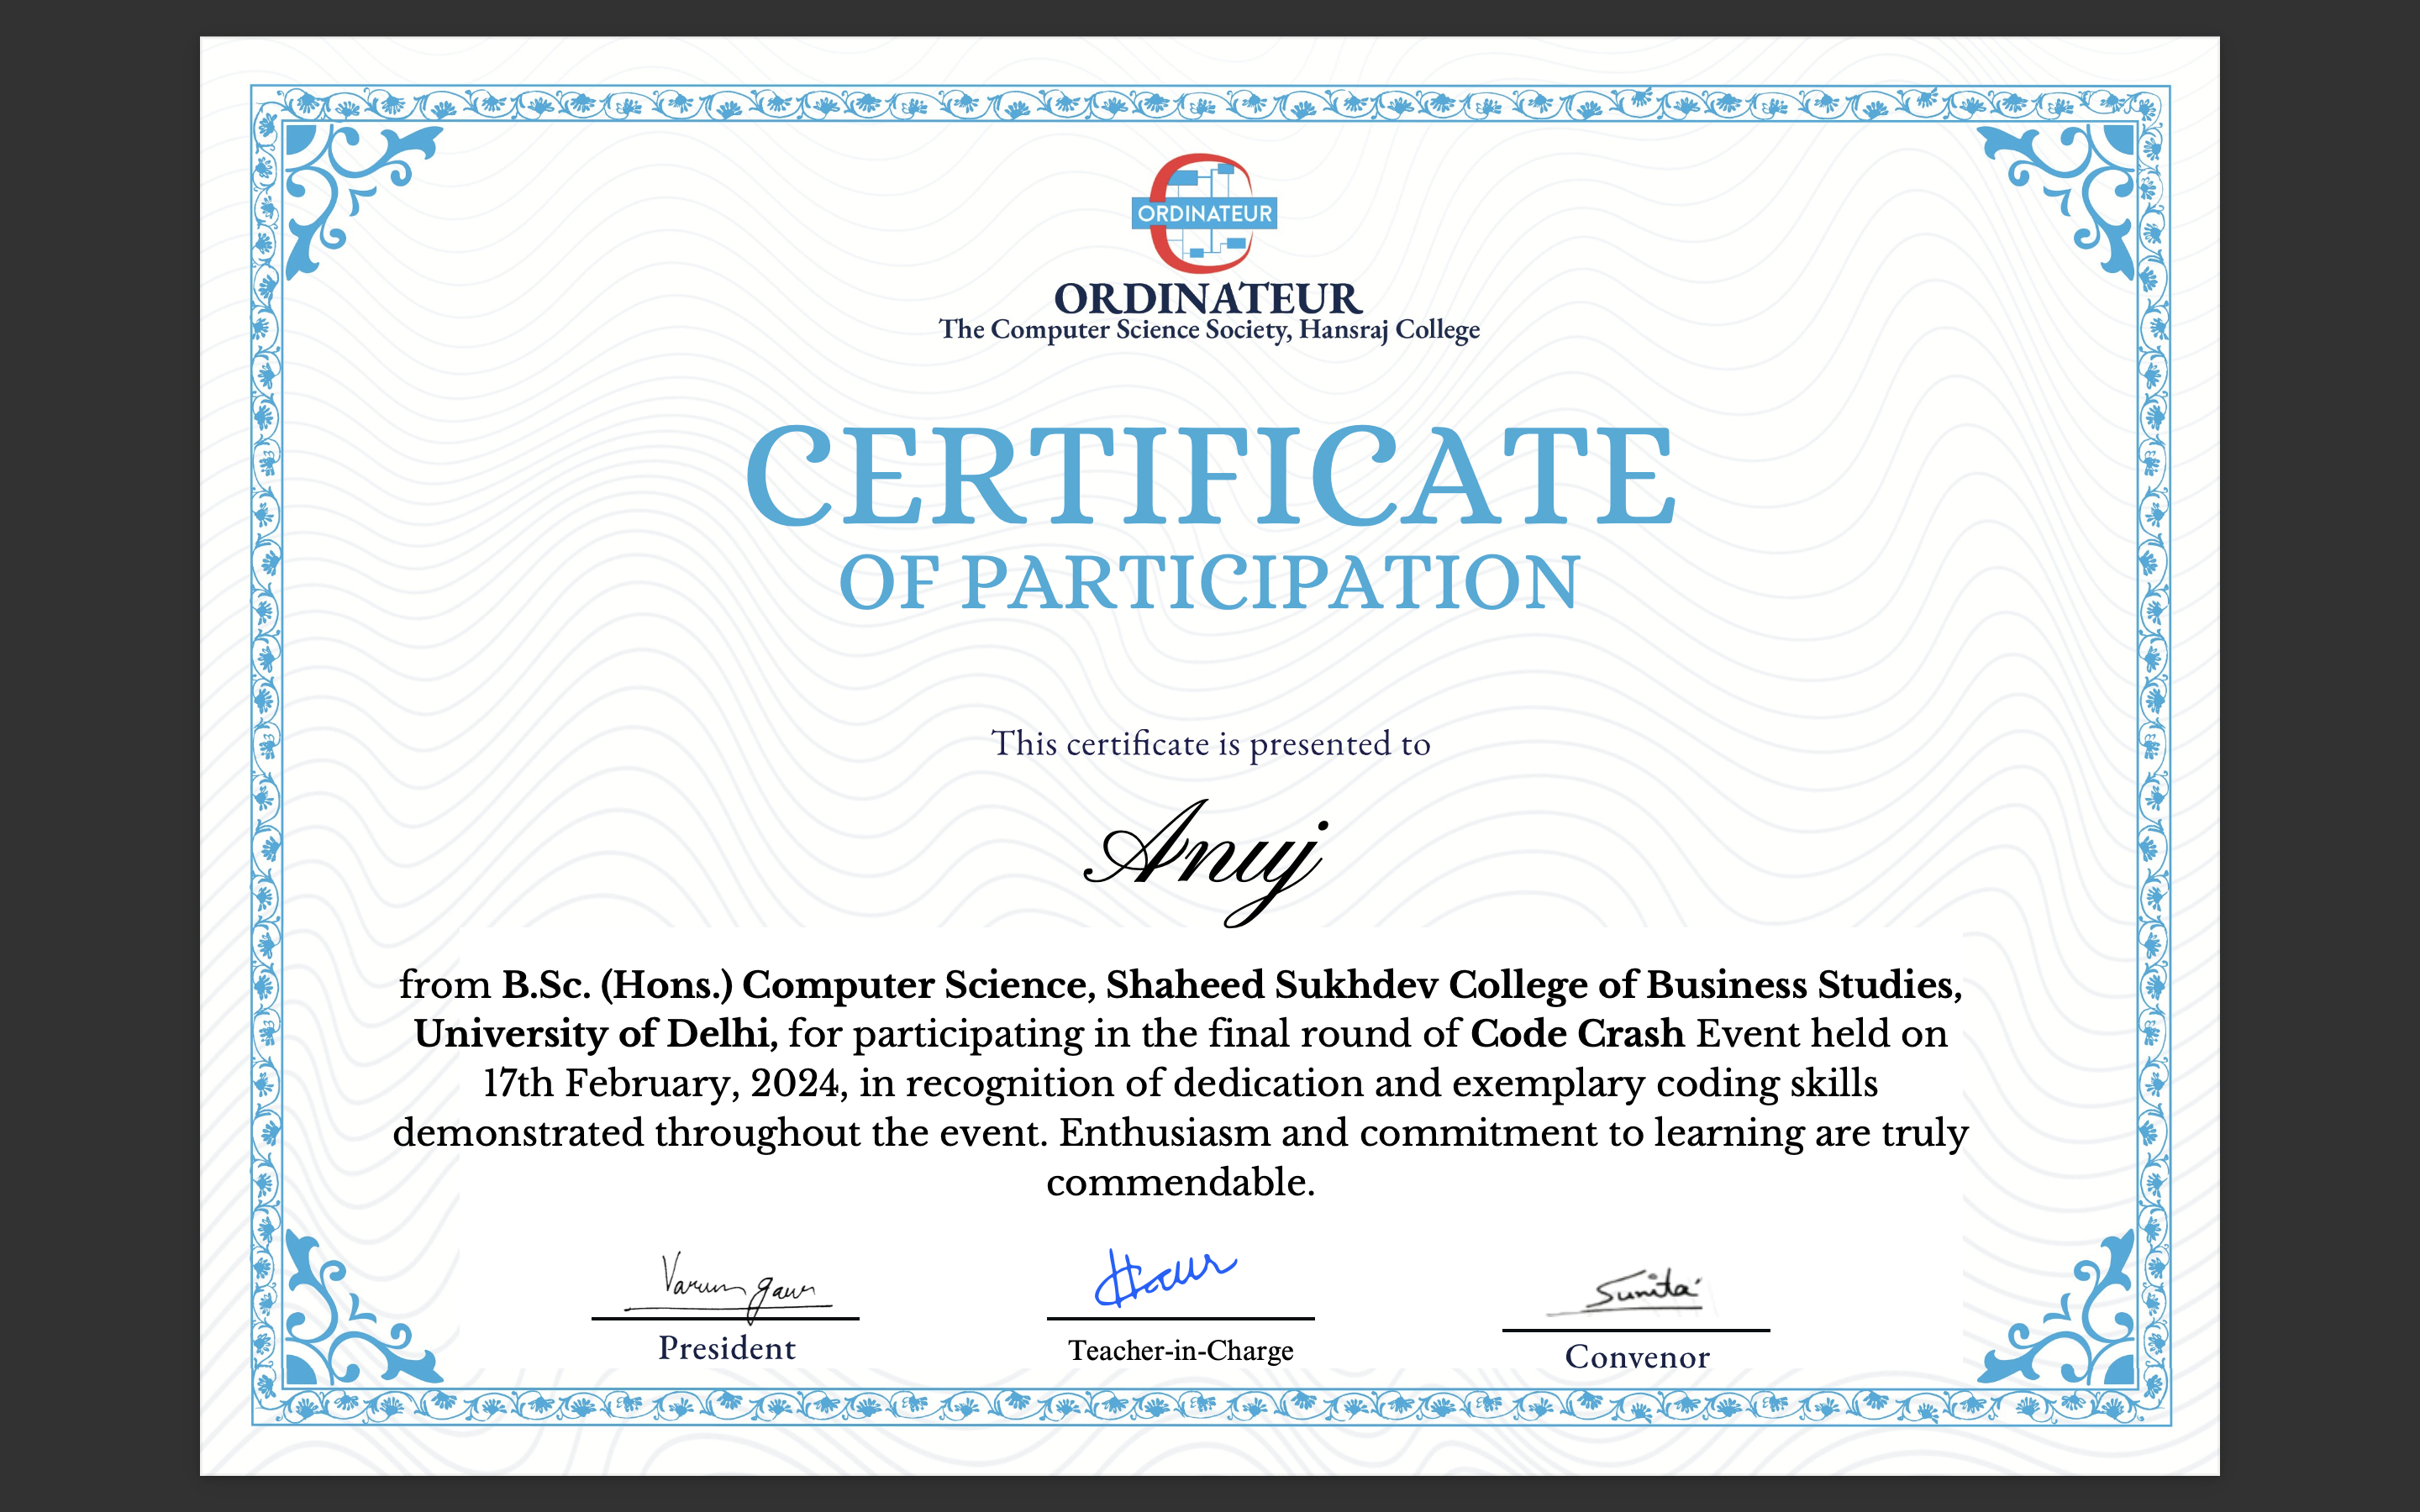 ORDINATEUR
ORDINATEUR
The Computer Science Society, Hansraj College
CERTIFICATE
OF PARTICIPATION
This certificate is presented to
Anuj
from B.Sc. (Hons.) Computer Science, Shaheed Sukhdev College of Business Studies,
University of Delhi, for participating in the final round of Code Crash Event held on
17th February, 2024, in recognition of dedication and exemplary coding skills
demonstrated throughout the event. Enthusiasm and commitment to learning are truly
commendable.
Varun gaur
Sunita
President
Teacher-in-Charge
Convenor